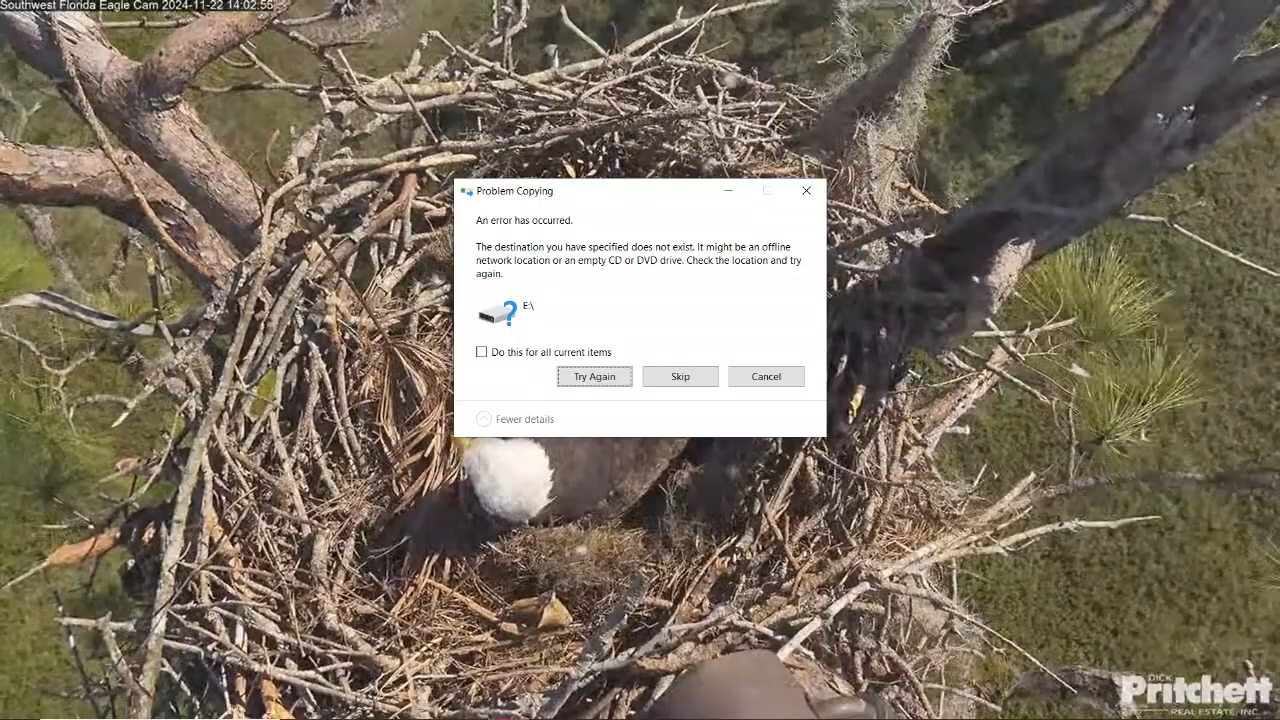 Southwest Florida Eagle Cam 2024-11-22 14:02:56
Problem Copying
An error has occurred.
The destination you have specified does not exist. It might be an offline
network location or an empty CD or DVD drive. Check the location and try
again.
E:\
Do this for all current items
Try Again Skip Cancel
Fewer details
DICK
Pritchett
REAL ESTATE, INC.